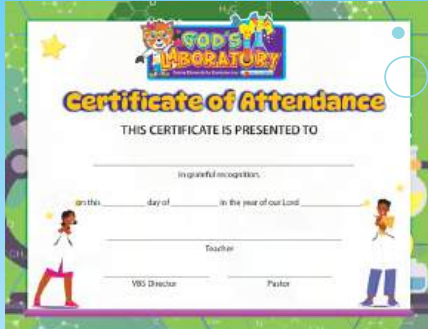 GOD'S
LABORATORY
Certificate of Attendance
THIS CERTIFICATE IS PRESENTED TO
in grateful recognition,
on this day of in the year of our Lord
Teacher
VBS Director Pastor